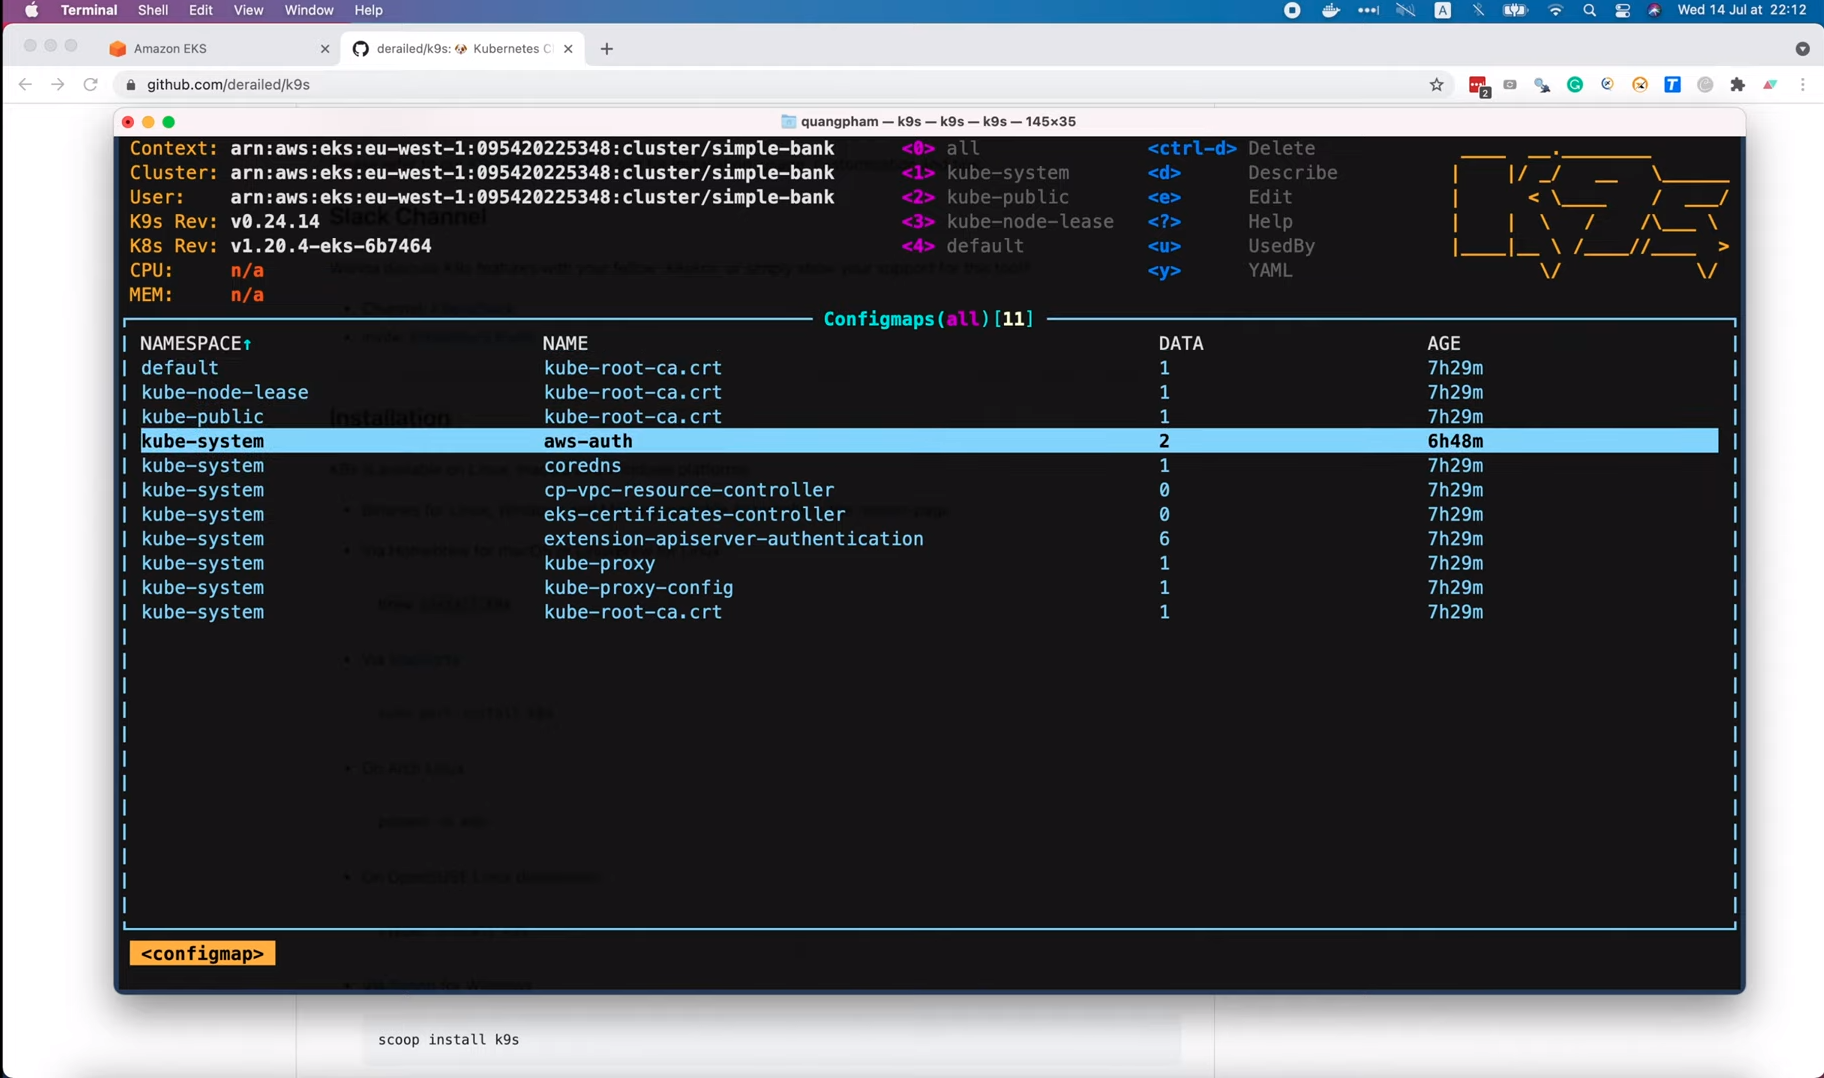 Terminal Shell Edit View Window Help A Wed 14 Jul at 22:12
Amazon EKS derailed/k9s: 🐶 Kubernetes C
github.com/derailed/k9s 2
quangpham — k9s — k9s — k9s — 145×35
Context: arn:aws:eks:eu-west-1:095420225348:cluster/simple-bank <0> all <ctrl-d> Delete
Cluster: arn:aws:eks:eu-west-1:095420225348:cluster/simple-bank <1> kube-system <d> Describe
User: arn:aws:eks:eu-west-1:095420225348:cluster/simple-bank <2> kube-public <e> Edit
Slack Channel
K9s Rev: v0.24.14 <3> kube-node-lease <?> Help
K8s Rev: v1.20.4-eks-6b7464 <4> default <u> UsedBy
CPU: n/a <y> YAML
MEM: n/a
Configmaps(all)[11]
NAMESPACE↑ NAME DATA AGE
default kube-root-ca.crt 1 7h29m
kube-node-lease kube-root-ca.crt 1 7h29m
kube-public kube-root-ca.crt 1 7h29m
Installation
kube-system aws-auth 2 6h48m
kube-system coredns 1 7h29m
kube-system cp-vpc-resource-controller 0 7h29m
kube-system eks-certificates-controller 0 7h29m
kube-system extension-apiserver-authentication 6 7h29m
kube-system kube-proxy 1 7h29m
kube-system kube-proxy-config 1 7h29m
kube-system kube-root-ca.crt 1 7h29m
<configmap>
scoop install k9s